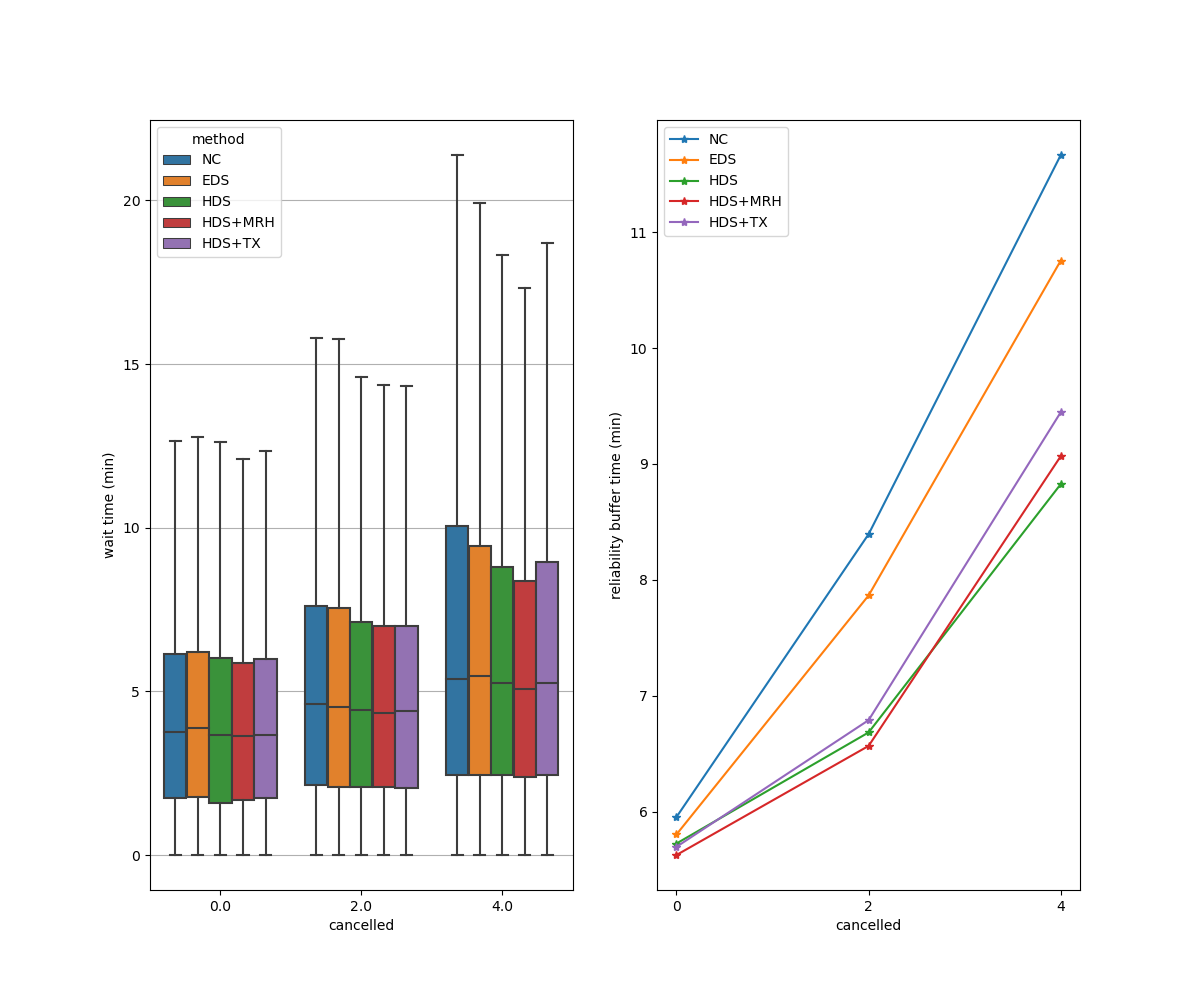 method
NC
EDS
HDS
HDS+MRH
HDS+TX
20
15
10
5
0
wait time (min)
0.0 2.0 4.0
cancelled
NC
EDS
HDS
HDS+MRH
HDS+TX
11
10
9
8
7
6
reliability buffer time (min)
0 2 4
cancelled